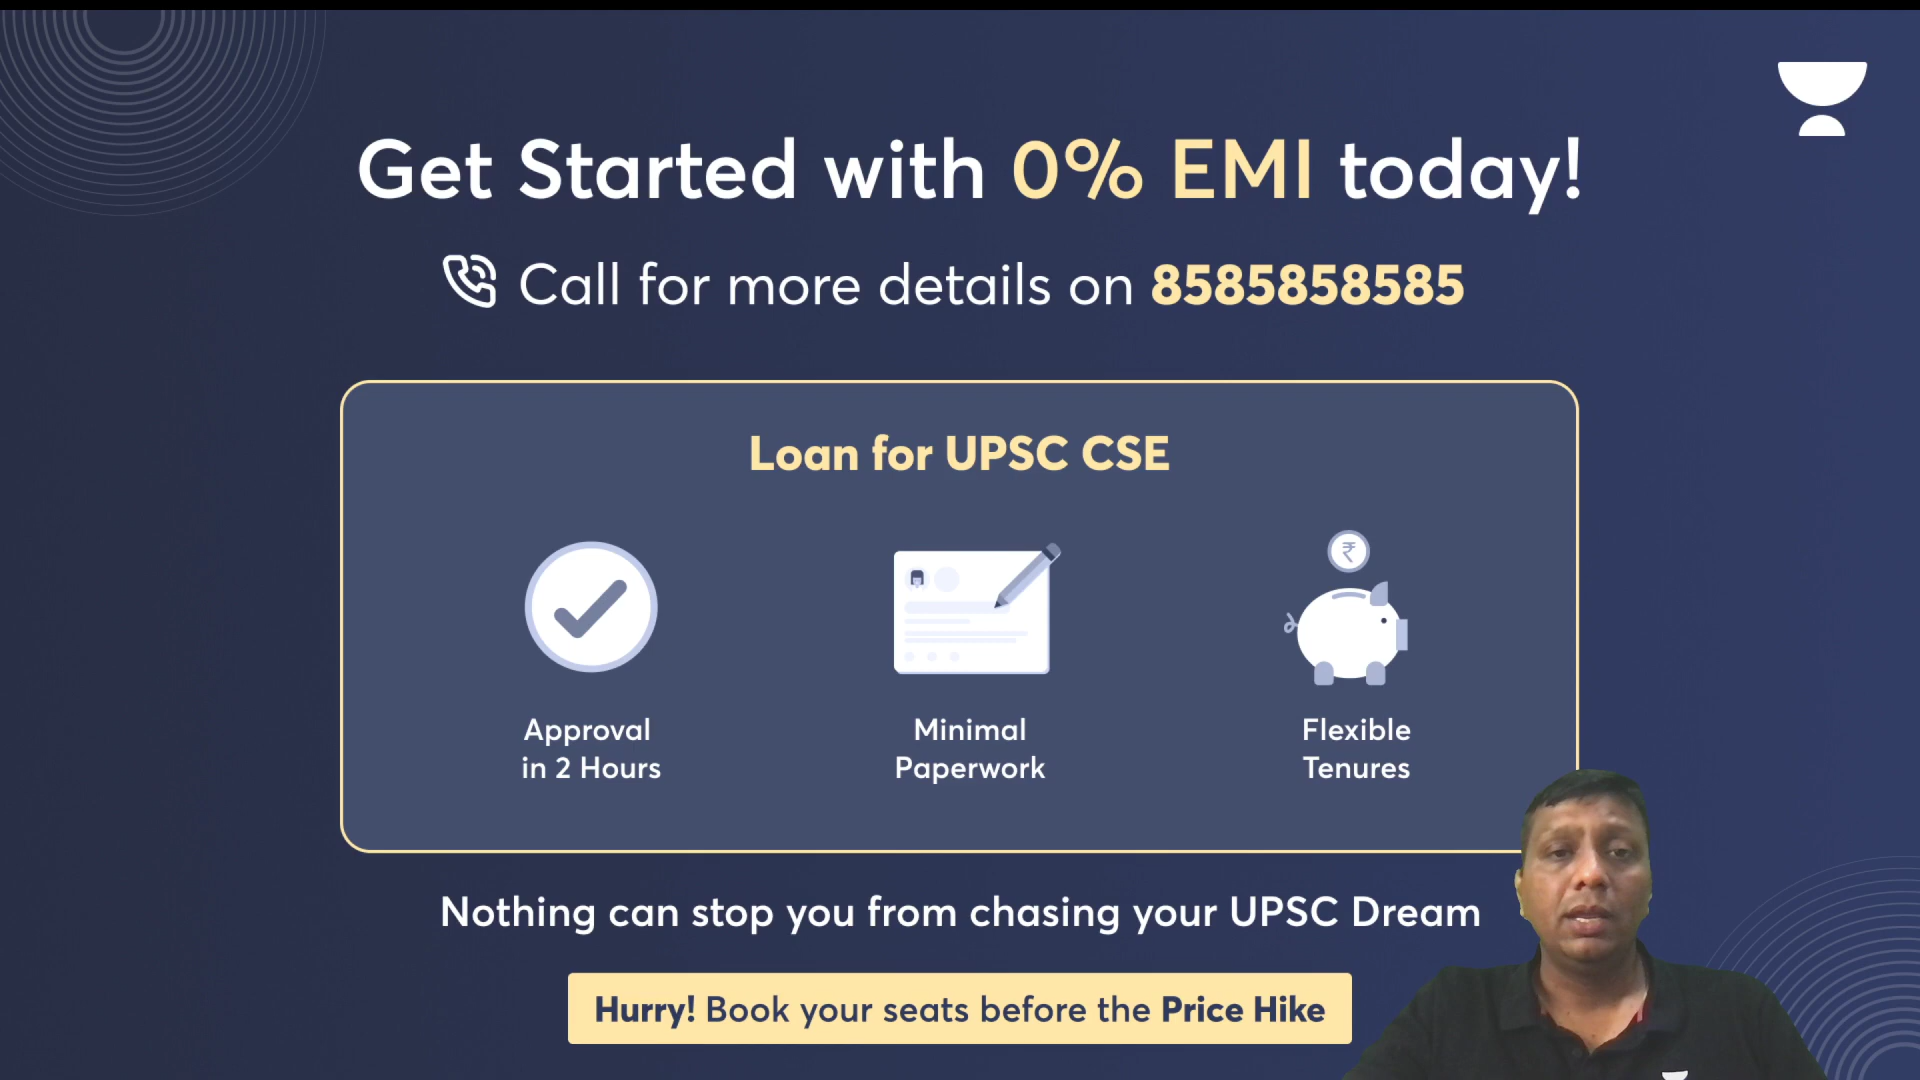 Get Started with 0% EMI today!
Call for more details on 8585858585
Loan for UPSC CSE
Approval
in 2 Hours
Minimal
Paperwork
Flexible
Tenures
Nothing can stop you from chasing your UPSC Dream
Hurry! Book your seats before the Price Hike